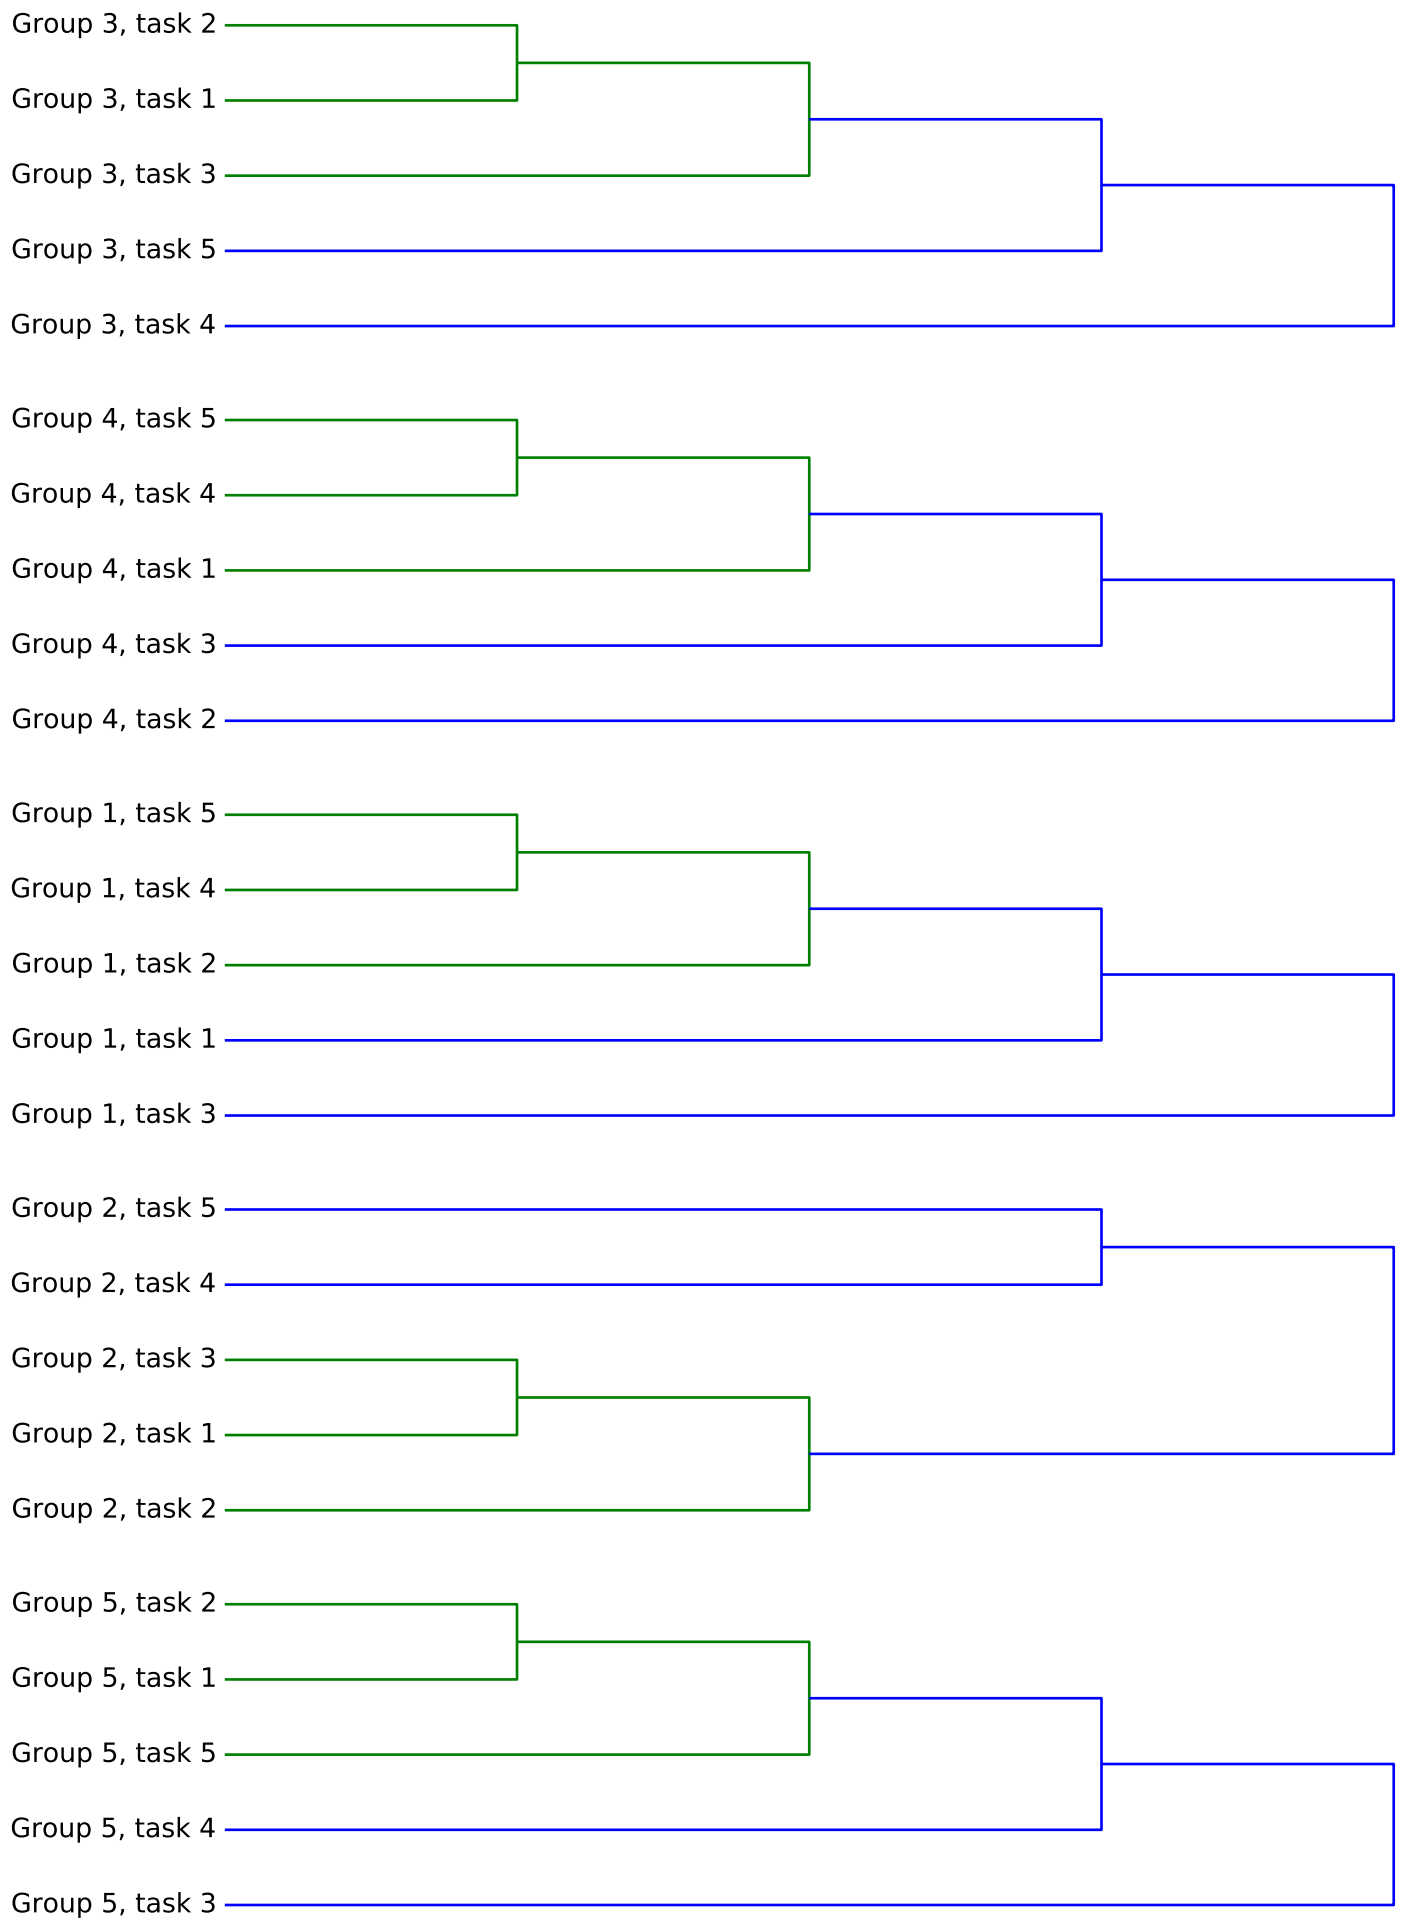 Group 3, task 2
Group 3, task 1
Group 3, task 3
Group 3, task 5
Group 3, task 4
Group 4, task 5
Group 4, task 4
Group 4, task 1
Group 4, task 3
Group 4, task 2
Group 1, task 5
Group 1, task 4
Group 1, task 2
Group 1, task 1
Group 1, task 3
Group 2, task 5
Group 2, task 4
Group 2, task 3
Group 2, task 1
Group 2, task 2
Group 5, task 2
Group 5, task 1
Group 5, task 5
Group 5, task 4
Group 5, task 3